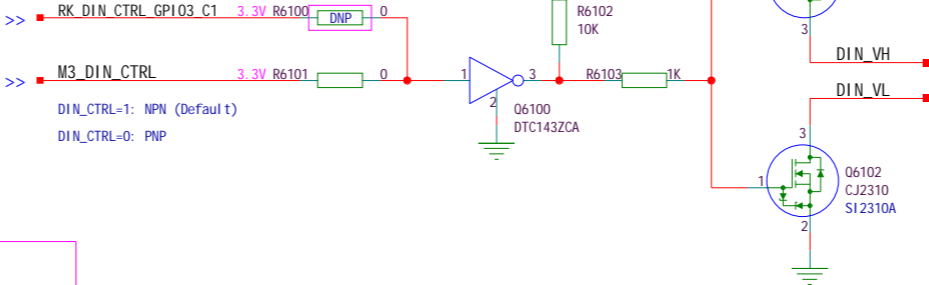 >> RK_DIN_CTRL_GPIO3_C1 3.3V R6100 DNP 0
R6102
10K
3
DIN_VH
>> M3_DIN_CTRL 3.3V R6101 0 1 3 R6103 1K
2
DIN_VL
DIN_CTRL=1: NPN (Default)
DIN_CTRL=0: PNP
Q6100
DTC143ZCA
3
1
Q6102
CJ2310
SI2310A
2